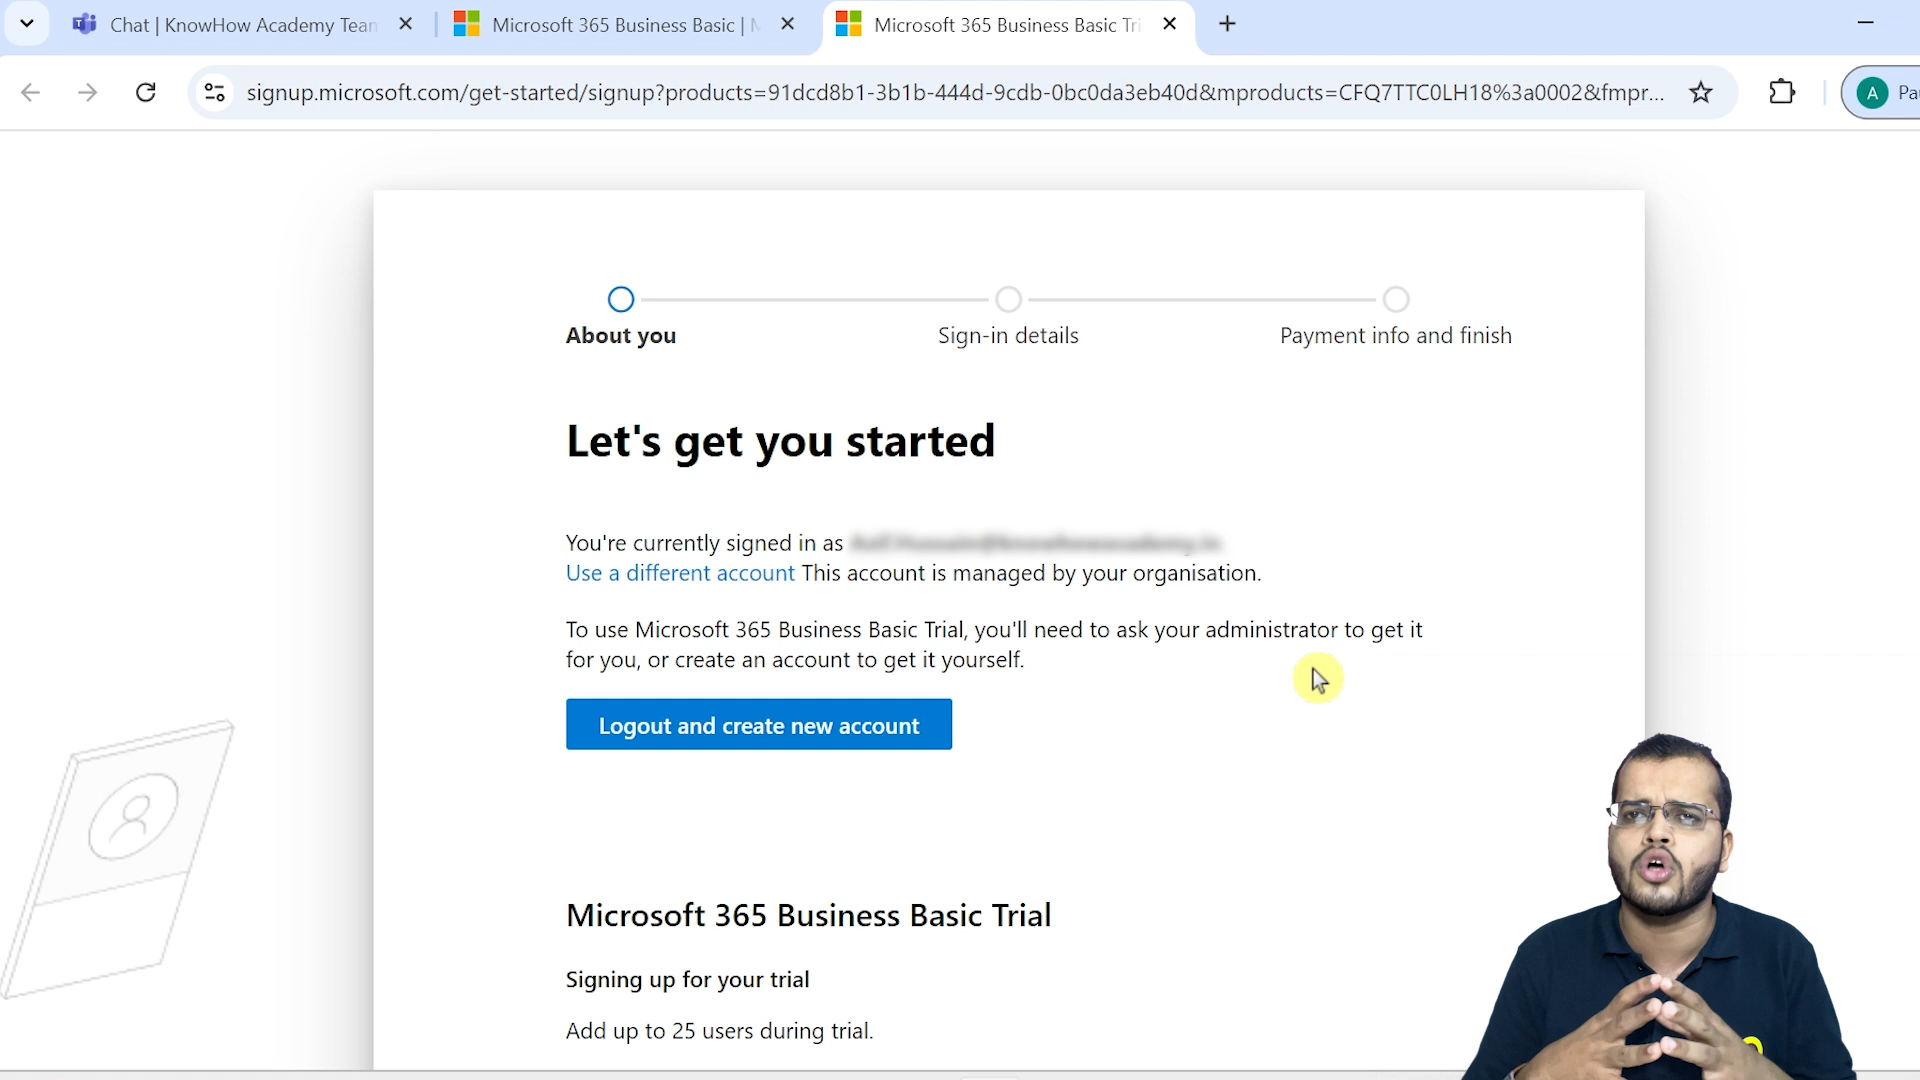 Chat | KnowHow Academy Team
Microsoft 365 Business Basic |
Microsoft 365 Business Basic Tri
signup.microsoft.com/get-started/signup?products=91dcd8b1-3b1b-444d-9cdb-0bc0da3eb40d&mproducts=CFQ7TTC0LH18%3a0002&fmpr...
A
About you
Sign-in details
Payment info and finish
Let's get you started
You're currently signed in as
Use a different account This account is managed by your organisation.
To use Microsoft 365 Business Basic Trial, you'll need to ask your administrator to get it
for you, or create an account to get it yourself.
Logout and create new account
Microsoft 365 Business Basic Trial
Signing up for your trial
Add up to 25 users during trial.